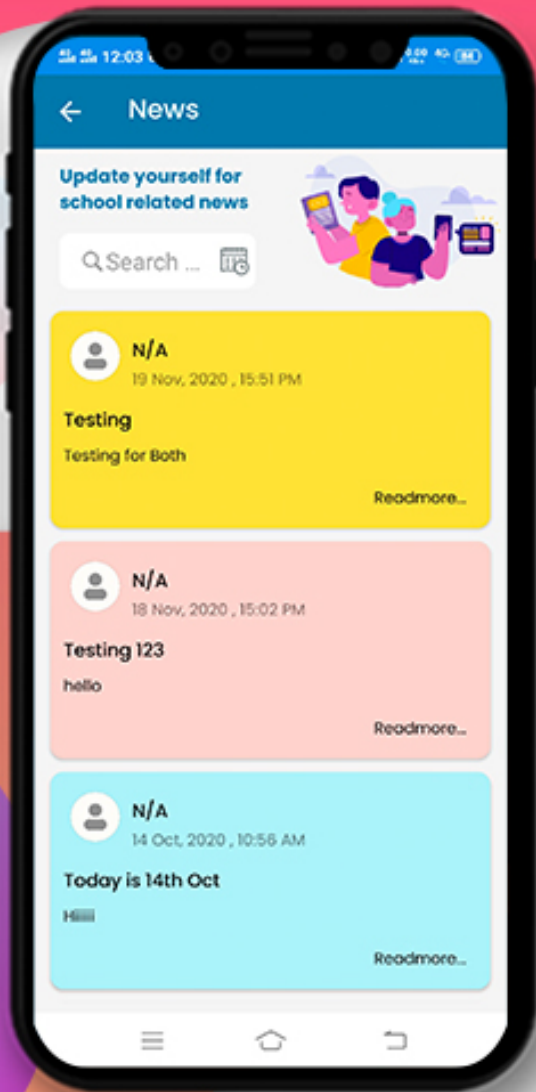 12:03
News
Update yourself for
school related news
Search ...
N/A
19 Nov, 2020 , 15:51 PM
Testing
Testing for Both
Readmore...
N/A
18 Nov, 2020 , 15:02 PM
Testing 123
hello
Readmore...
N/A
14 Oct, 2020 , 10:56 AM
Today is 14th Oct
Hiiiii
Readmore...